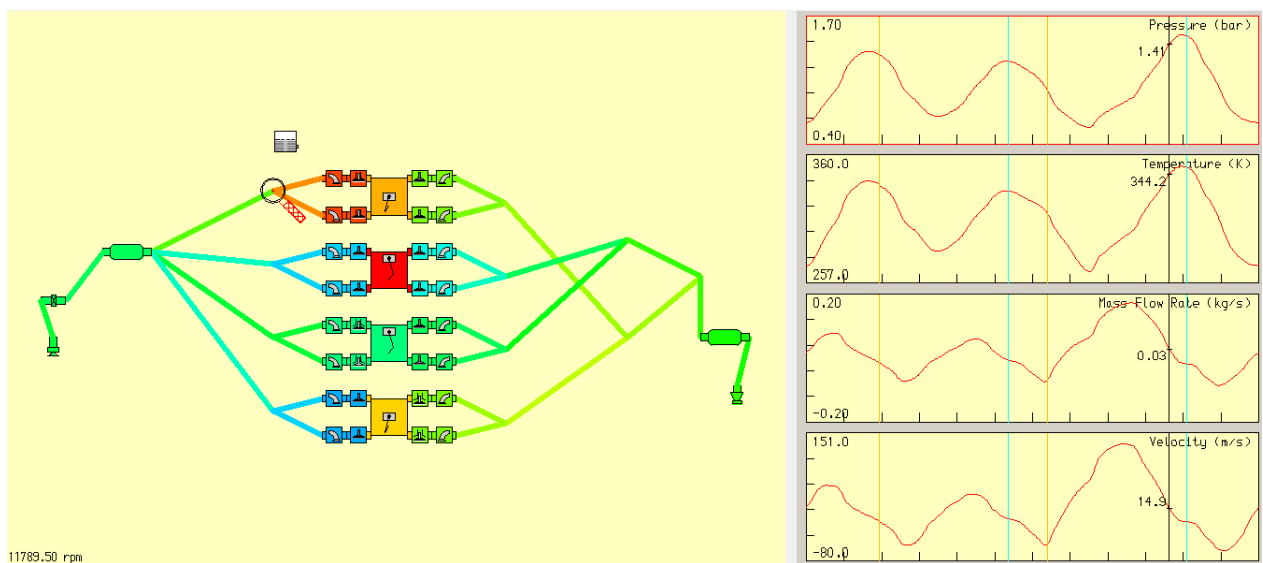 1.70 Pressure (bar)
1.41
0.40
360.0 Temperature (K)
344.2
257.0
0.20 Mass Flow Rate (kg/s)
0.03
-0.20
151.0 Velocity (m/s)
14.9
-80.0
11789.50 rpm